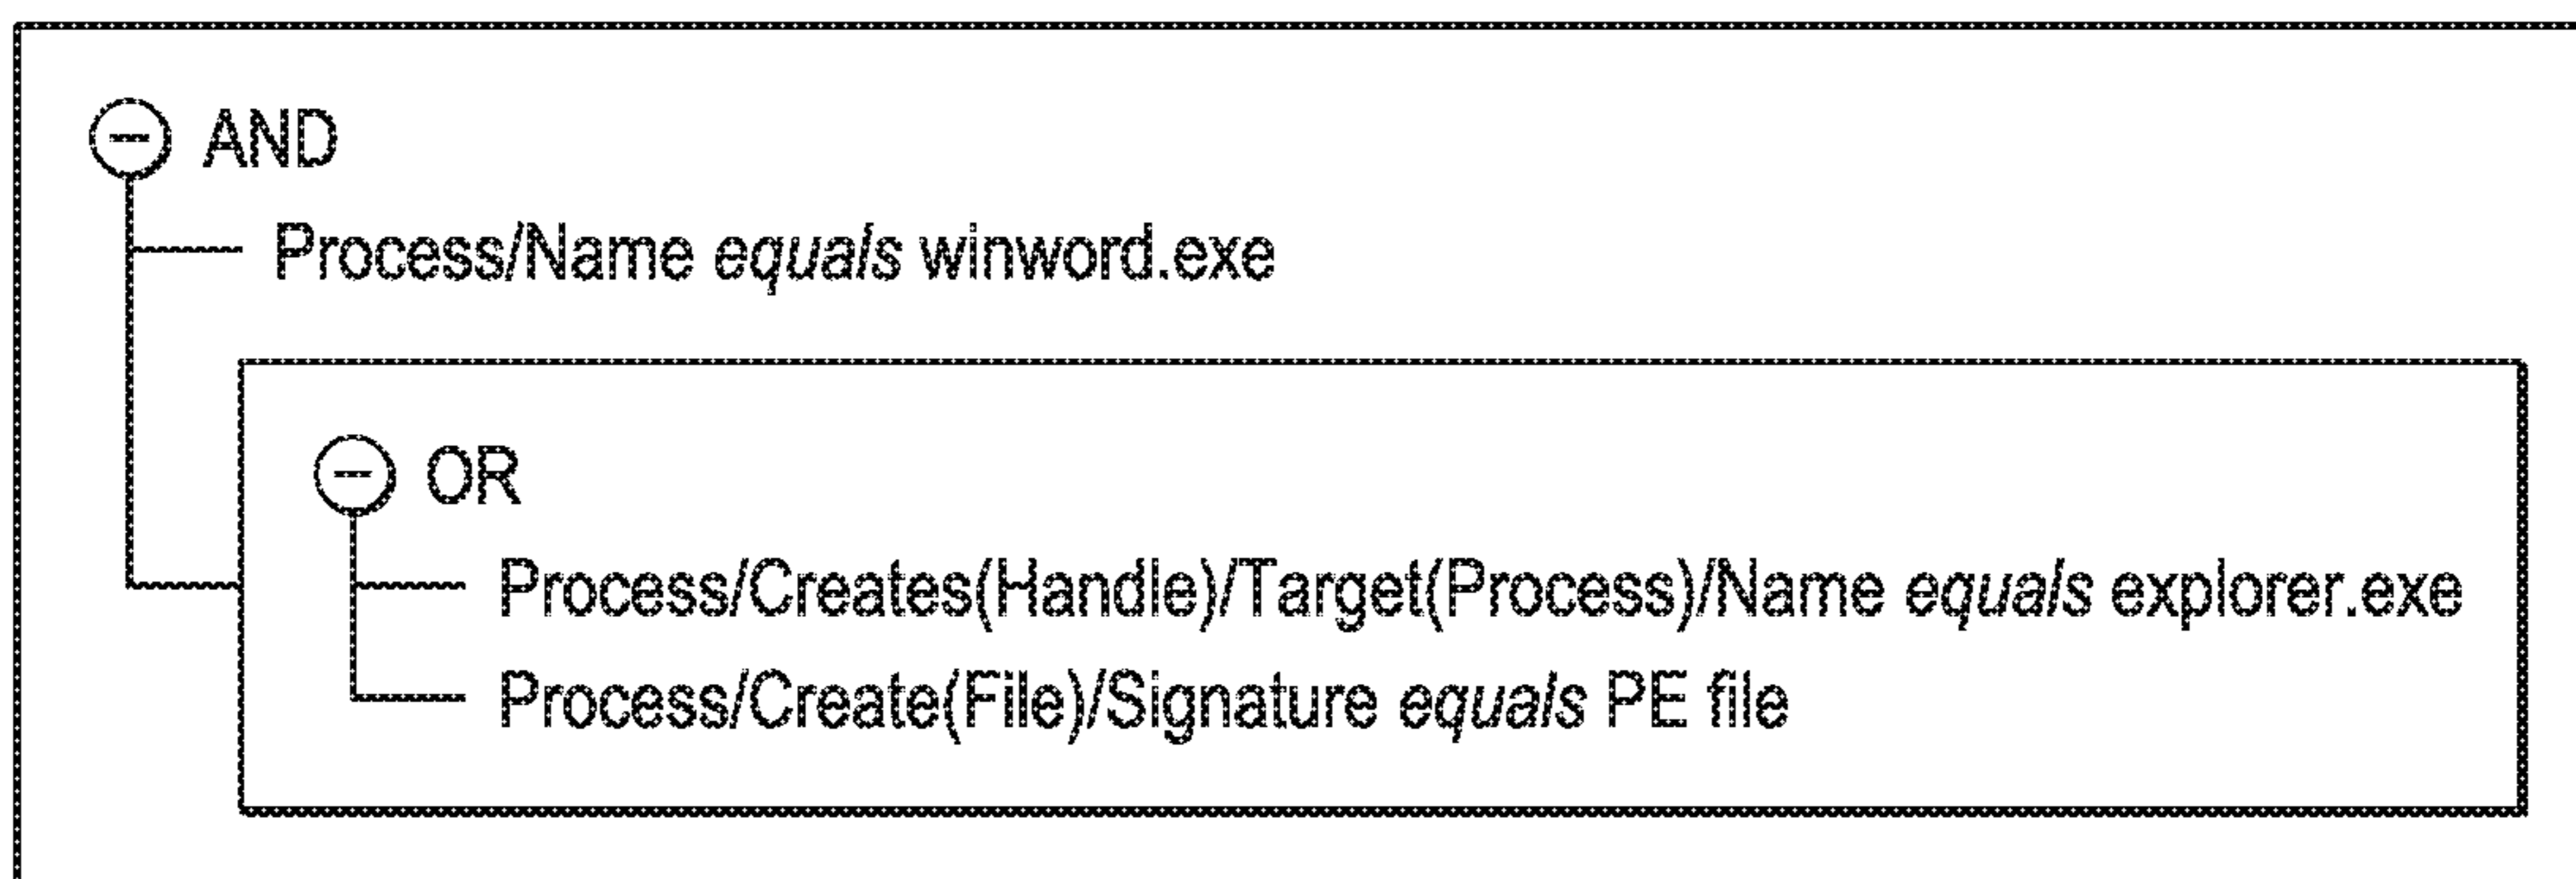 AND
Process/Name equals winword.exe
OR
Process/Creates(Handle)/Target(Process)/Name equals explorer.exe
Process/Create(File)/Signature equals PE file